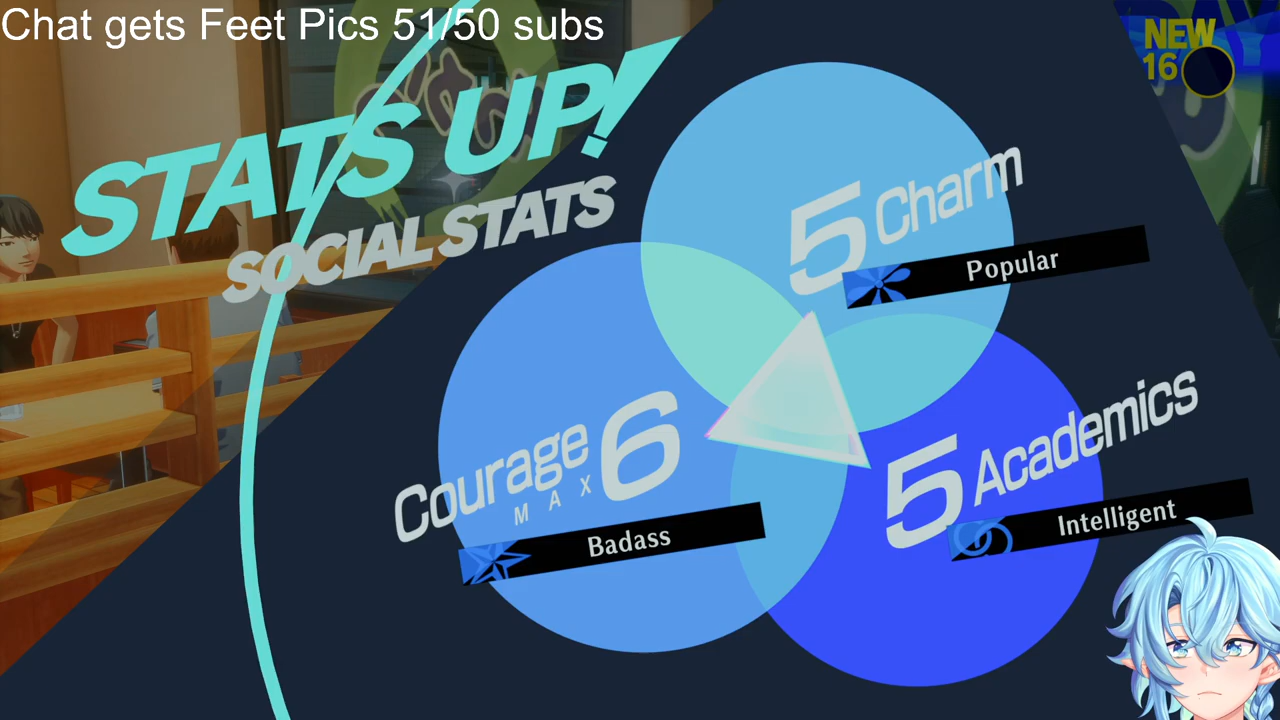 Chat gets Feet Pics 51/50 subs
NEW
16
STATS UP!
SOCIAL STATS
5 Charm
Popular
Courage 6
MAX
Badass
5 Academics
Intelligent